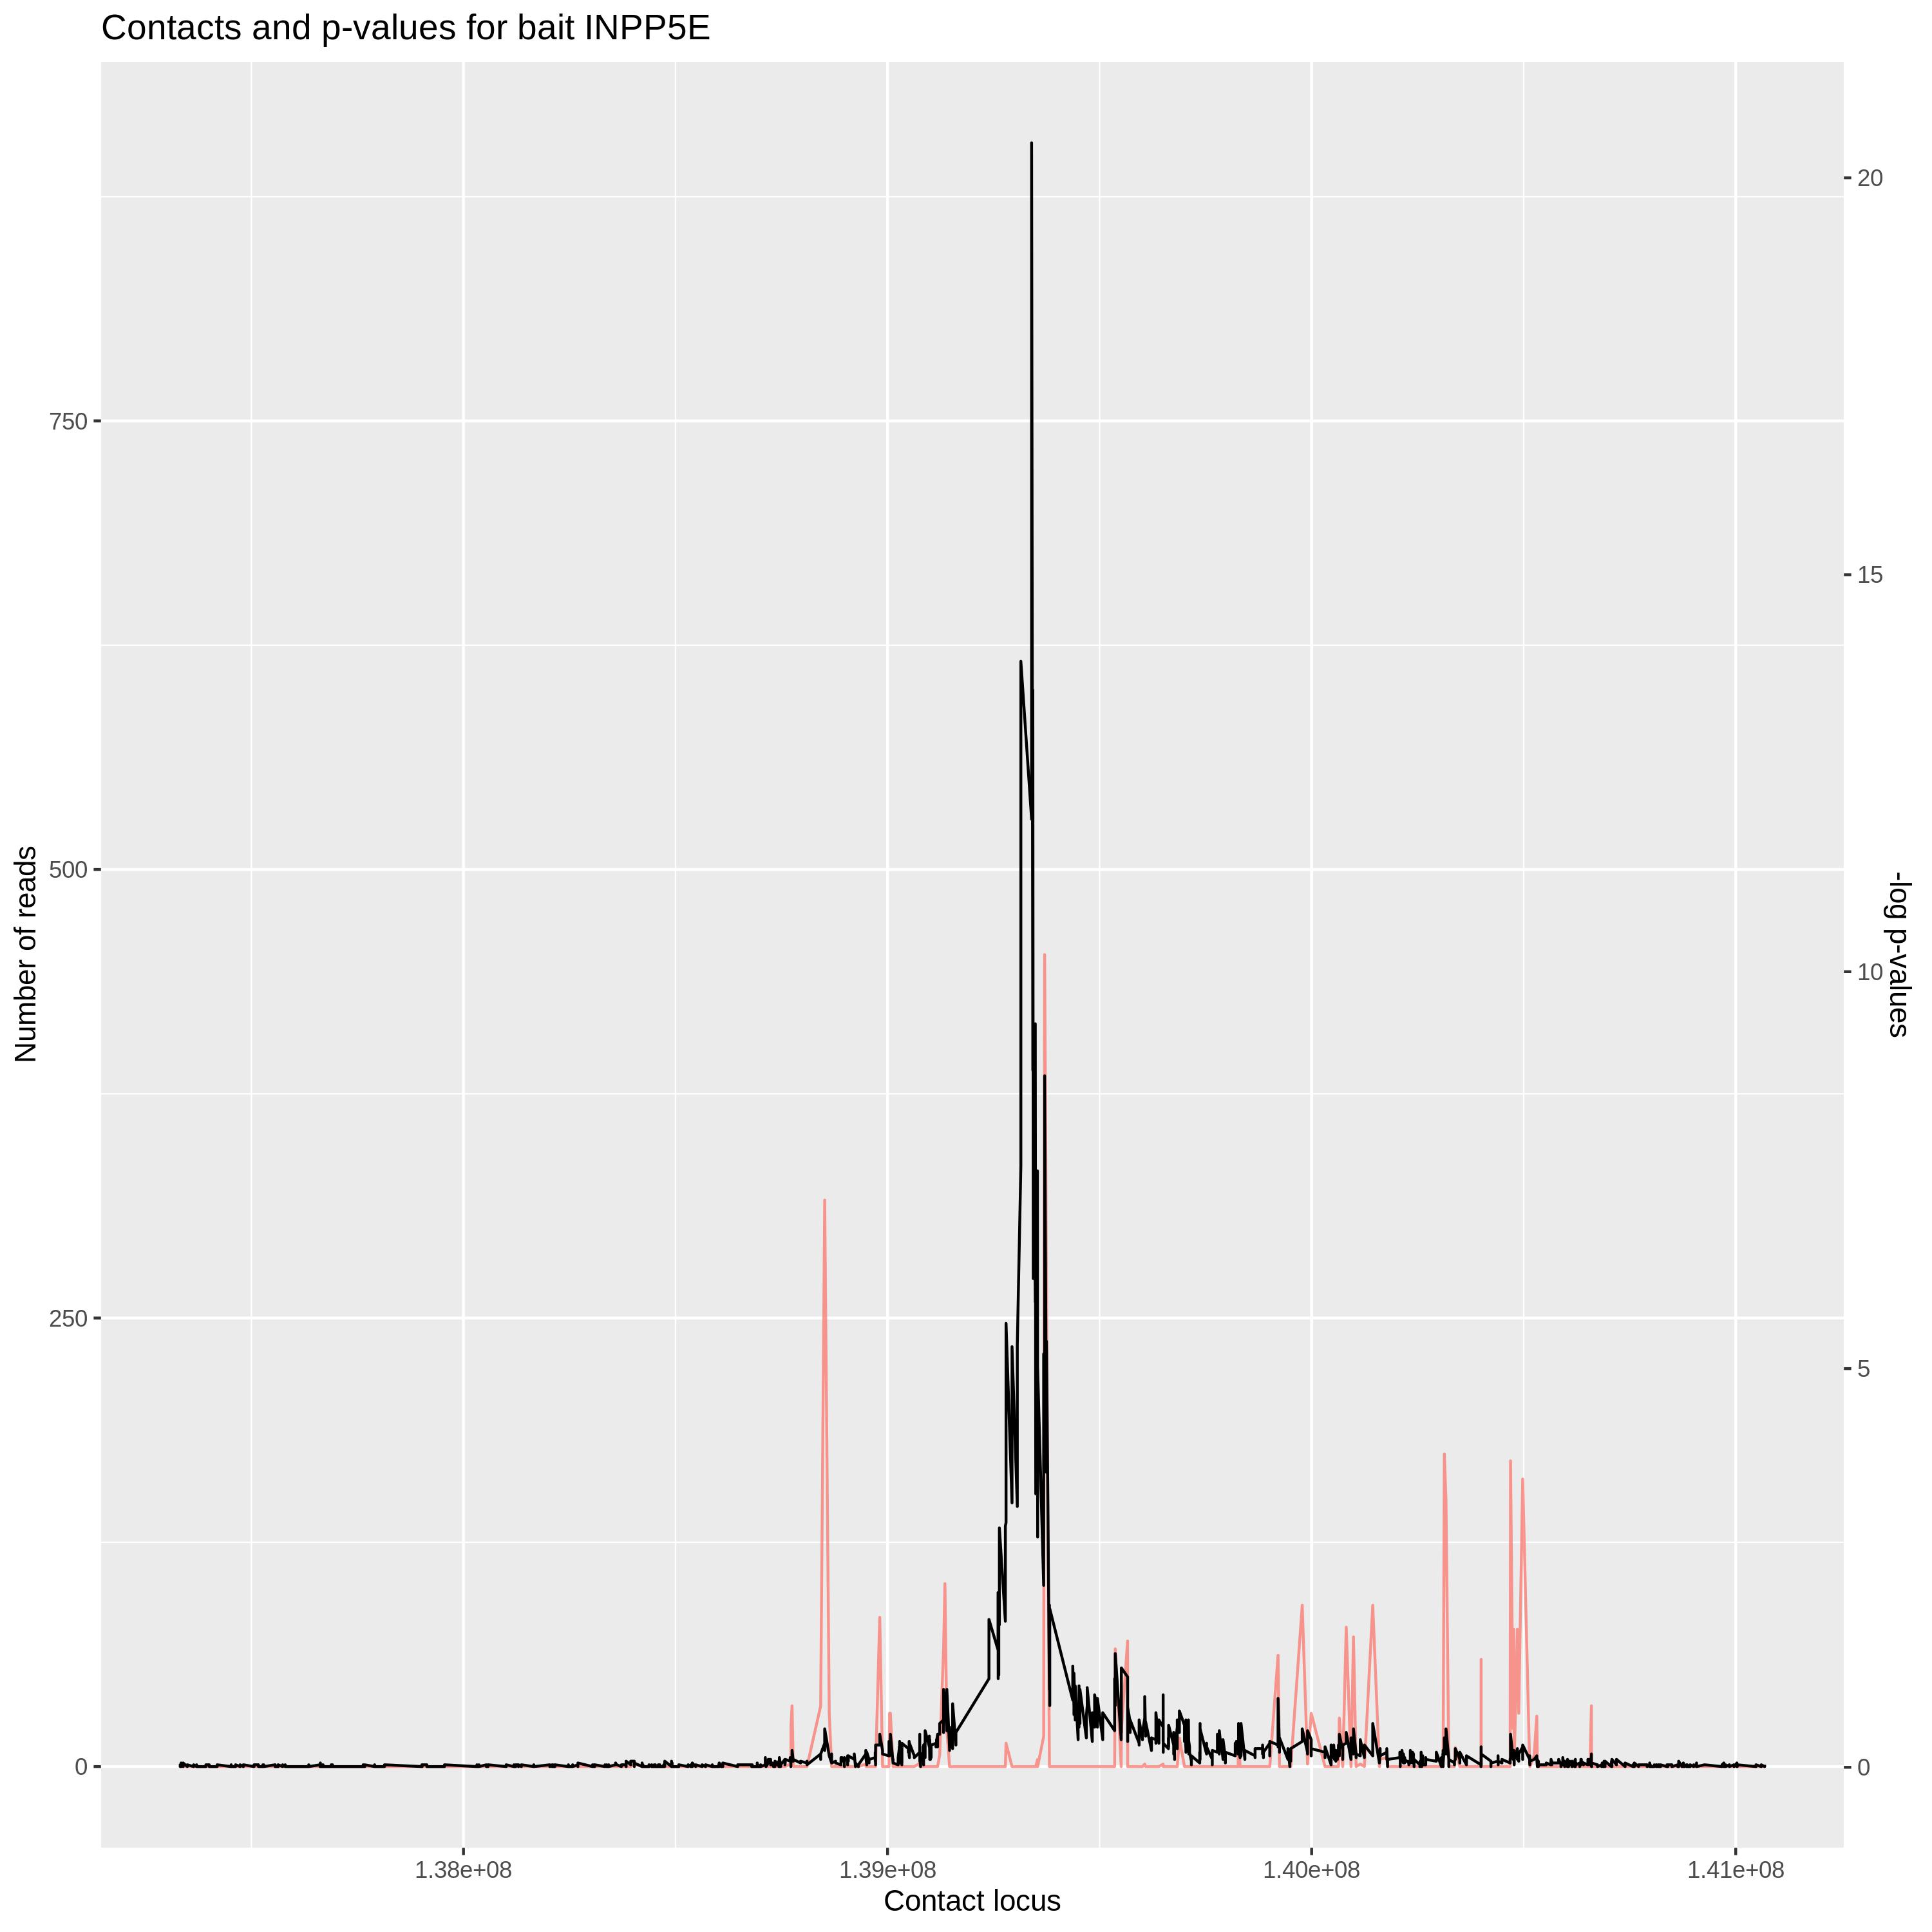 Contacts and p-values for bait INPP5E
Number of reads
750
500
250
0
20
15
10
5
0
-log p-values
1.38e+08
1.39e+08
1.40e+08
1.41e+08
Contact locus